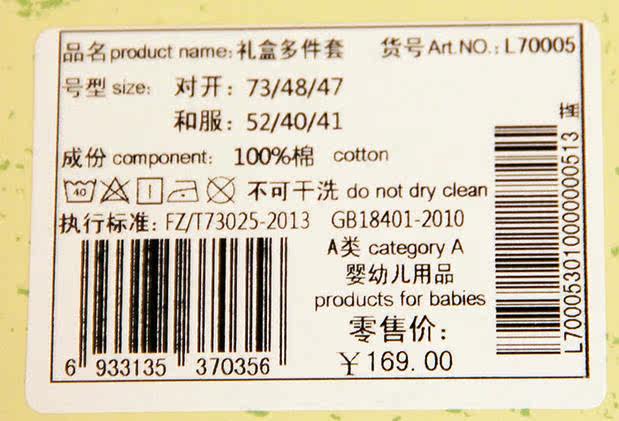 品名product name:礼盒多件套 货号Art.NO.:L70005
号型 size: 对开:73/48/47
和服:52/40/41
成份 component: 100%棉 cotton
40 不可干洗 do not dry clean
执行标准:FZ/T73025-2013 GB18401-2010
A类 category A
婴幼儿用品
products for babies
零售价:
￥169.00
6 933135 370356
L70005301000000000513